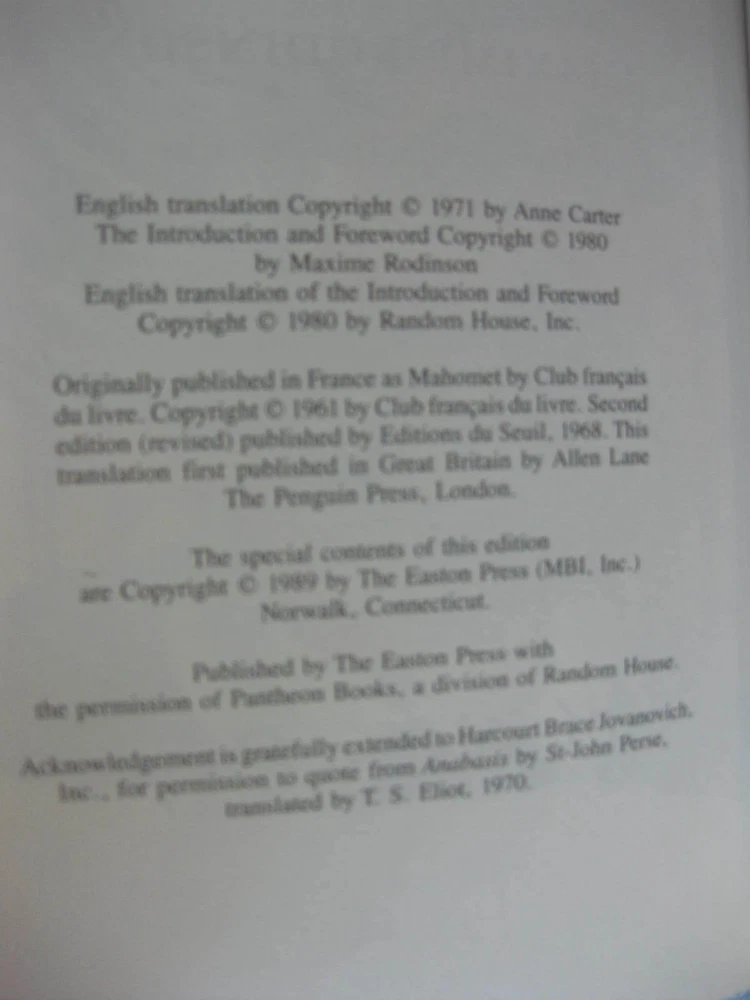 English translation Copyright © 1971 by Anne Carter
The Introduction and Foreword Copyright © 1980
by Maxime Rodinson
English translation of the Introduction and Foreword
Copyright © 1980 by Random House, Inc.
Originally published in France as Mahomet by Club français
du livre. Copyright © 1961 by Club français du livre. Second
edition (revised) published by Editions du Seuil, 1968. This
translation first published in Great Britain by Allen Lane
The Penguin Press, London.
The special contents of this edition
are Copyright © 1989 by The Easton Press (MBI, Inc.)
Norwalk, Connecticut.
Published by The Easton Press with
the permission of Pantheon Books, a division of Random House.
Acknowledgement is gratefully extended to Harcourt Brace Jovanovich,
Inc., for permission to quote from Anabasis by St-John Perse,
translated by T. S. Eliot, 1970.